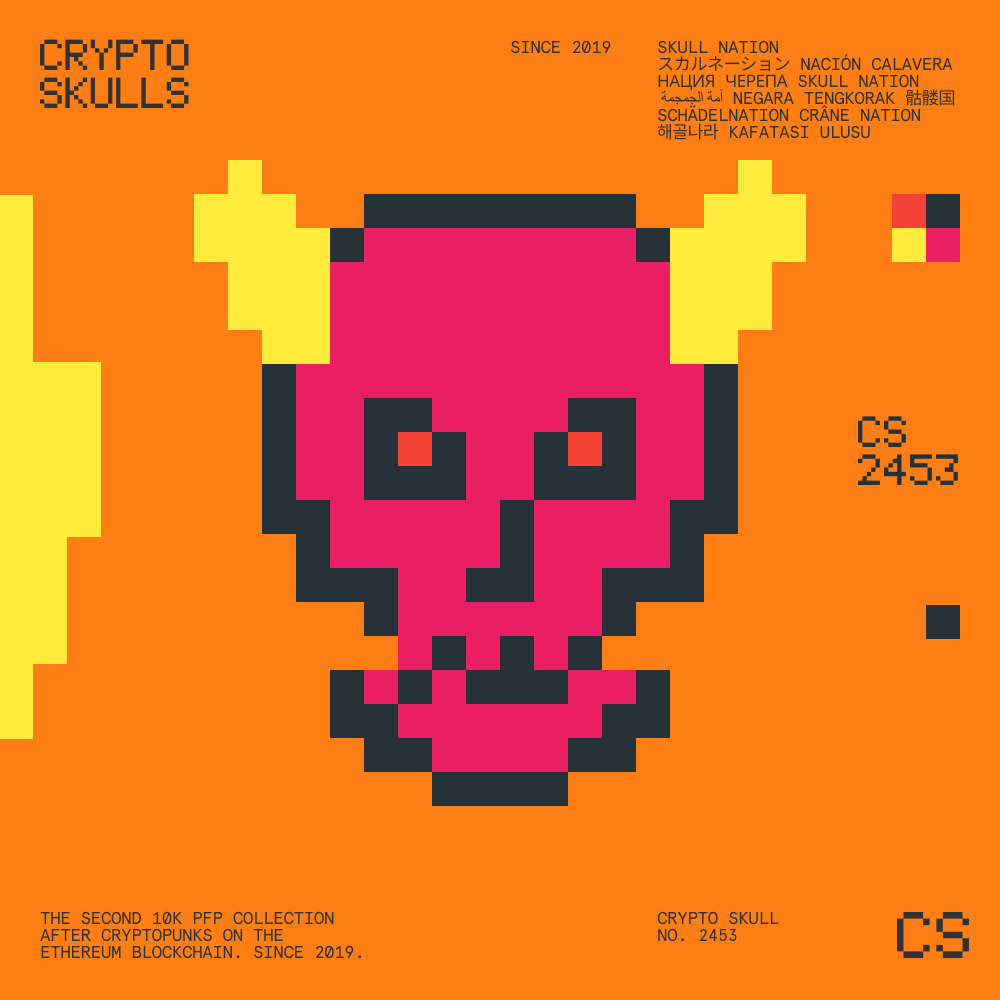 CRYPTO
SKULLS
SINCE 2019
SKULL NATION
スカルネーション NACIÓN CALAVERA
НАЦИЯ ЧЕРЕПА SKULL NATION
أمة الجمجمة NEGARA TENGKORAK 骷髅国
SCHÄDELNATION CRÂNE NATION
해골나라 KAFATASI ULUSU
CS
2453
THE SECOND 10K PFP COLLECTION
AFTER CRYPTOPUNKS ON THE
ETHEREUM BLOCKCHAIN. SINCE 2019.
CRYPTO SKULL
NO. 2453
CS